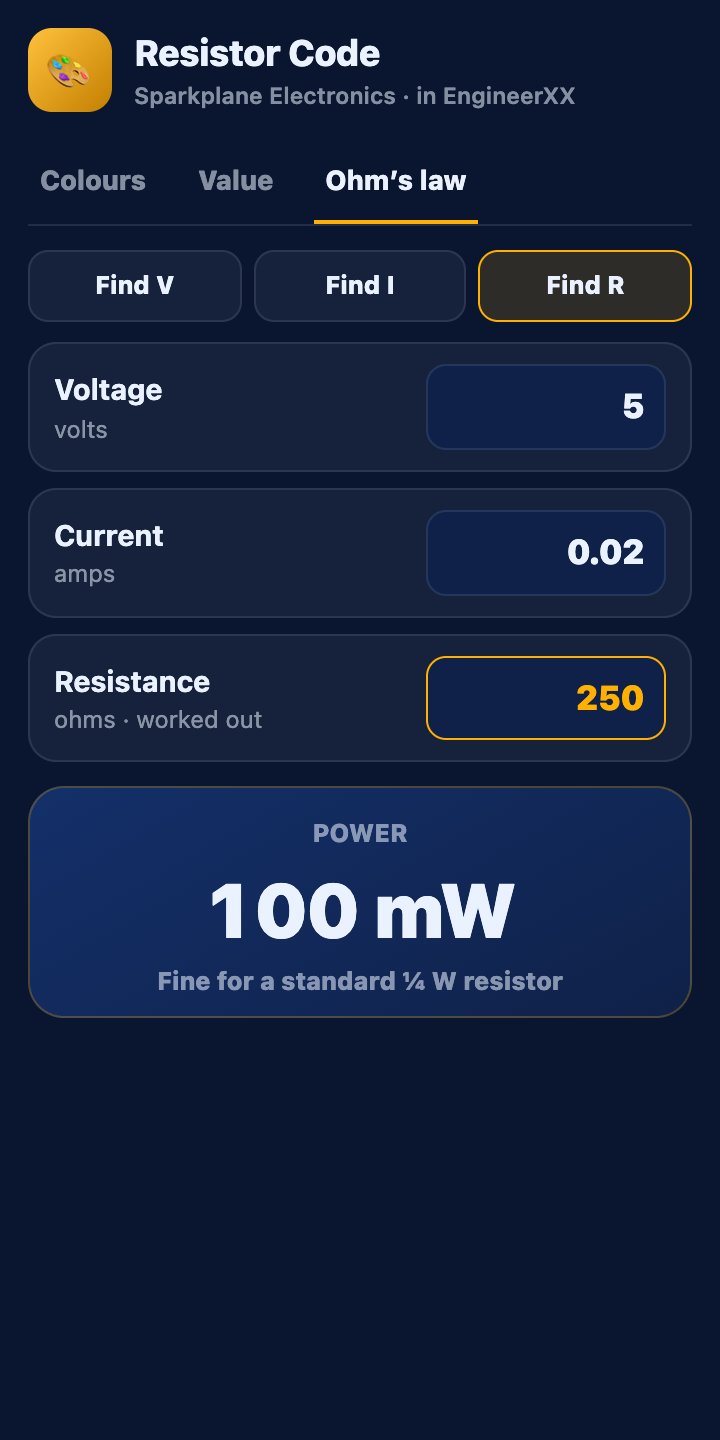 Resistor Code
Sparkplane Electronics · in EngineerXX
Colours Value Ohm’s law
Find V Find I Find R
Voltage
volts
5
Current
amps
0.02
Resistance
ohms · worked out
250
POWER
100 mW
Fine for a standard ¼ W resistor